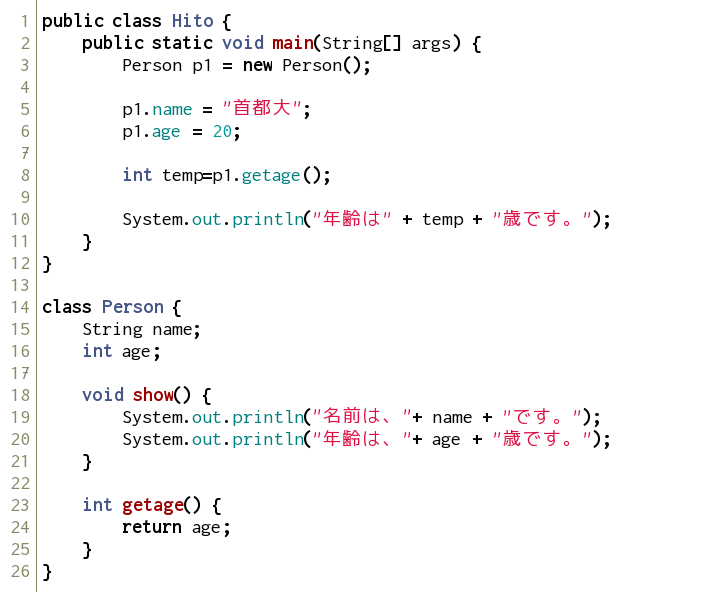 1 public class Hito {
2     public static void main(String[] args) {
3         Person p1 = new Person();
4
5         p1.name = "首都大";
6         p1.age = 20;
7
8         int temp=p1.getage();
9
10         System.out.println("年齢は" + temp + "歳です。");
11     }
12 }
13
14 class Person {
15     String name;
16     int age;
17
18     void show() {
19         System.out.println("名前は、"+ name + "です。");
20         System.out.println("年齢は、"+ age + "歳です。");
21     }
22
23     int getage() {
24         return age;
25     }
26 }